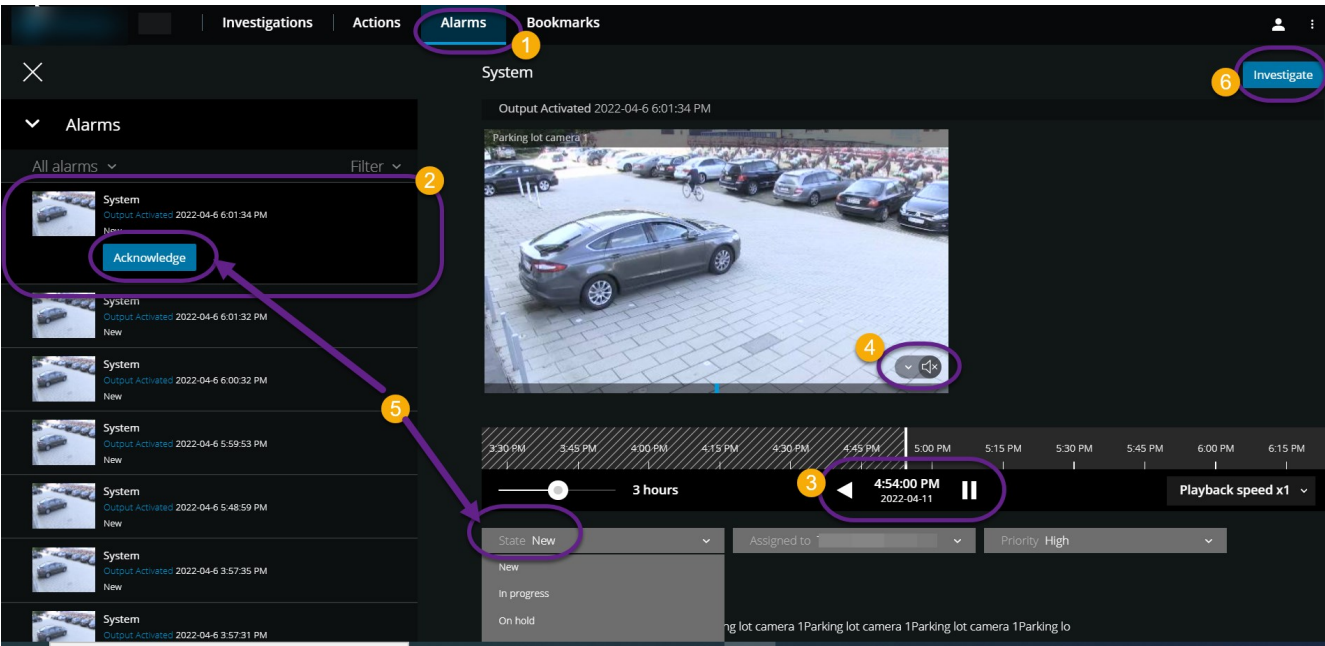 Investigations
Actions
Alarms
Bookmarks
1
System
6
Investigate
Output Activated 2022-04-6 6:01:34 PM
Alarms
Parking lot camera 1
All alarms
Filter
2
System
Output Activated 2022-04-6 6:01:34 PM
New
Acknowledge
System
Output Activated 2022-04-6 6:01:32 PM
New
System
Output Activated 2022-04-6 6:00:32 PM
New
System
Output Activated 2022-04-6 5:59:53 PM
New
System
Output Activated 2022-04-6 5:48:59 PM
New
System
Output Activated 2022-04-6 3:57:35 PM
New
System
Output Activated 2022-04-6 3:57:31 PM
4
5
3:30 PM 3:45 PM 4:00 PM 4:15 PM 4:30 PM 4:45 PM 5:00 PM 5:15 PM 5:30 PM 5:45 PM 6:00 PM 6:15 PM
3 hours
3
4:54:00 PM
2022-04-11
Playback speed x1
State New
Assigned to
Priority High
New
In progress
On hold
ng lot camera 1Parking lot camera 1Parking lot camera 1Parking lo